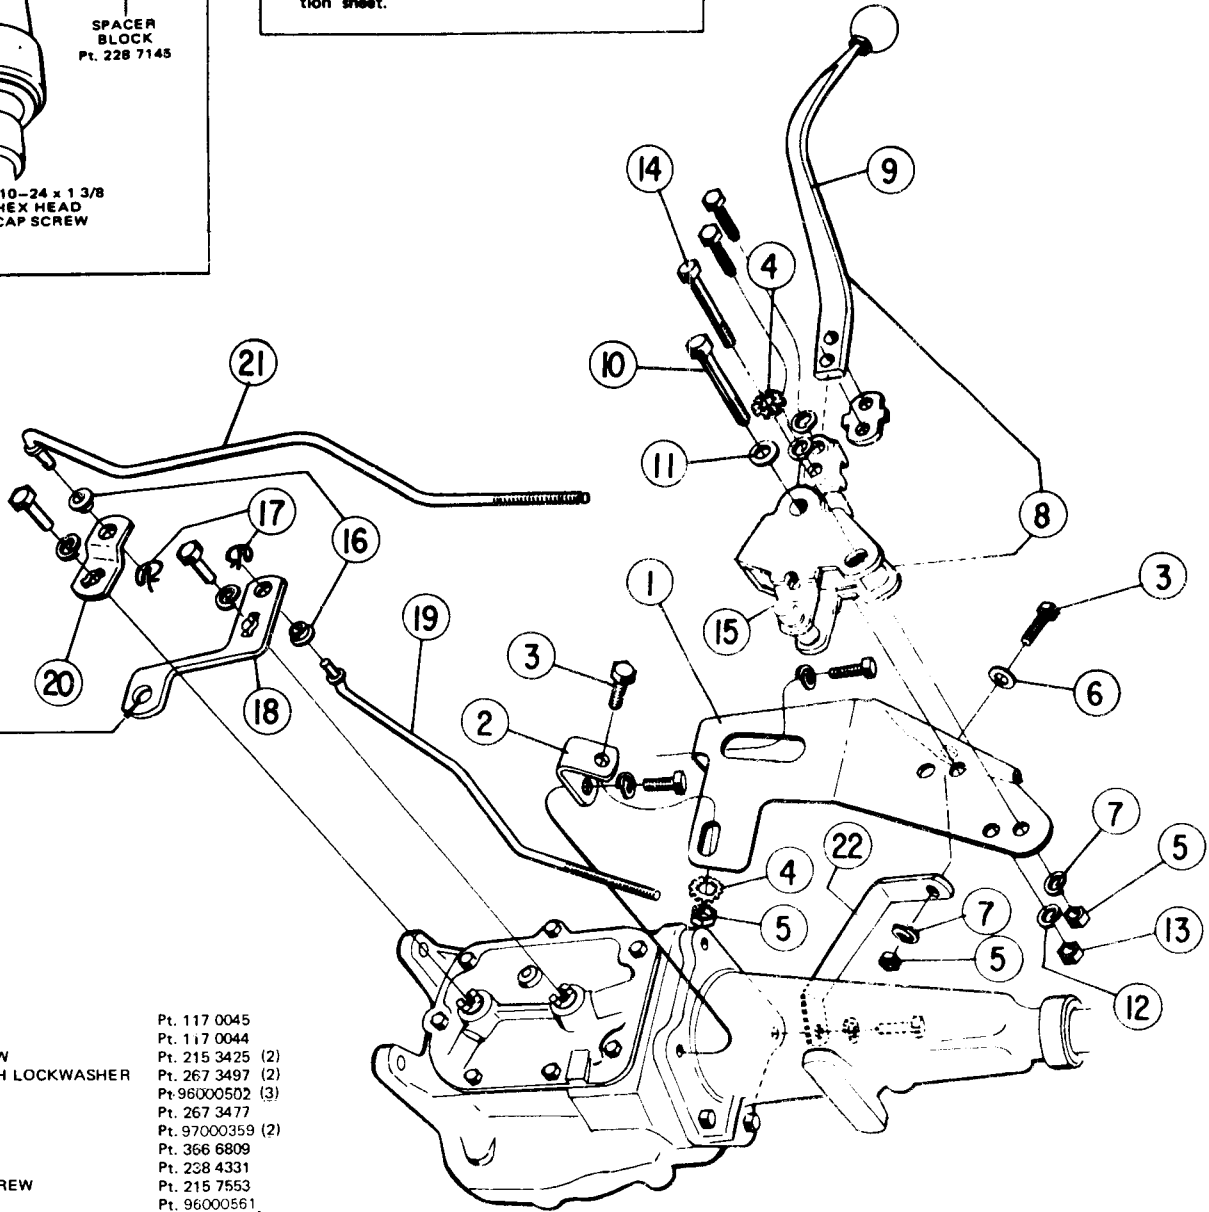 SPACER
BLOCK
Pt. 228 7145
tion sheet.
10-24 x 1 3/8
HEX HEAD
CAP SCREW
14
9
4
21
10
11
8
17
16
1
3
15
19
3
6
20
18
2
7
22
5
4
7
5
5
13
12
Pt. 117 0045
Pt. 117 0044
W Pt. 215 3425 (2)
H LOCKWASHER Pt. 267 3497 (2)
Pt. 96000502 (3)
Pt. 267 3477
Pt. 97000359 (2)
Pt. 366 6809
Pt. 238 4331
REW Pt. 215 7553
Pt. 96000561